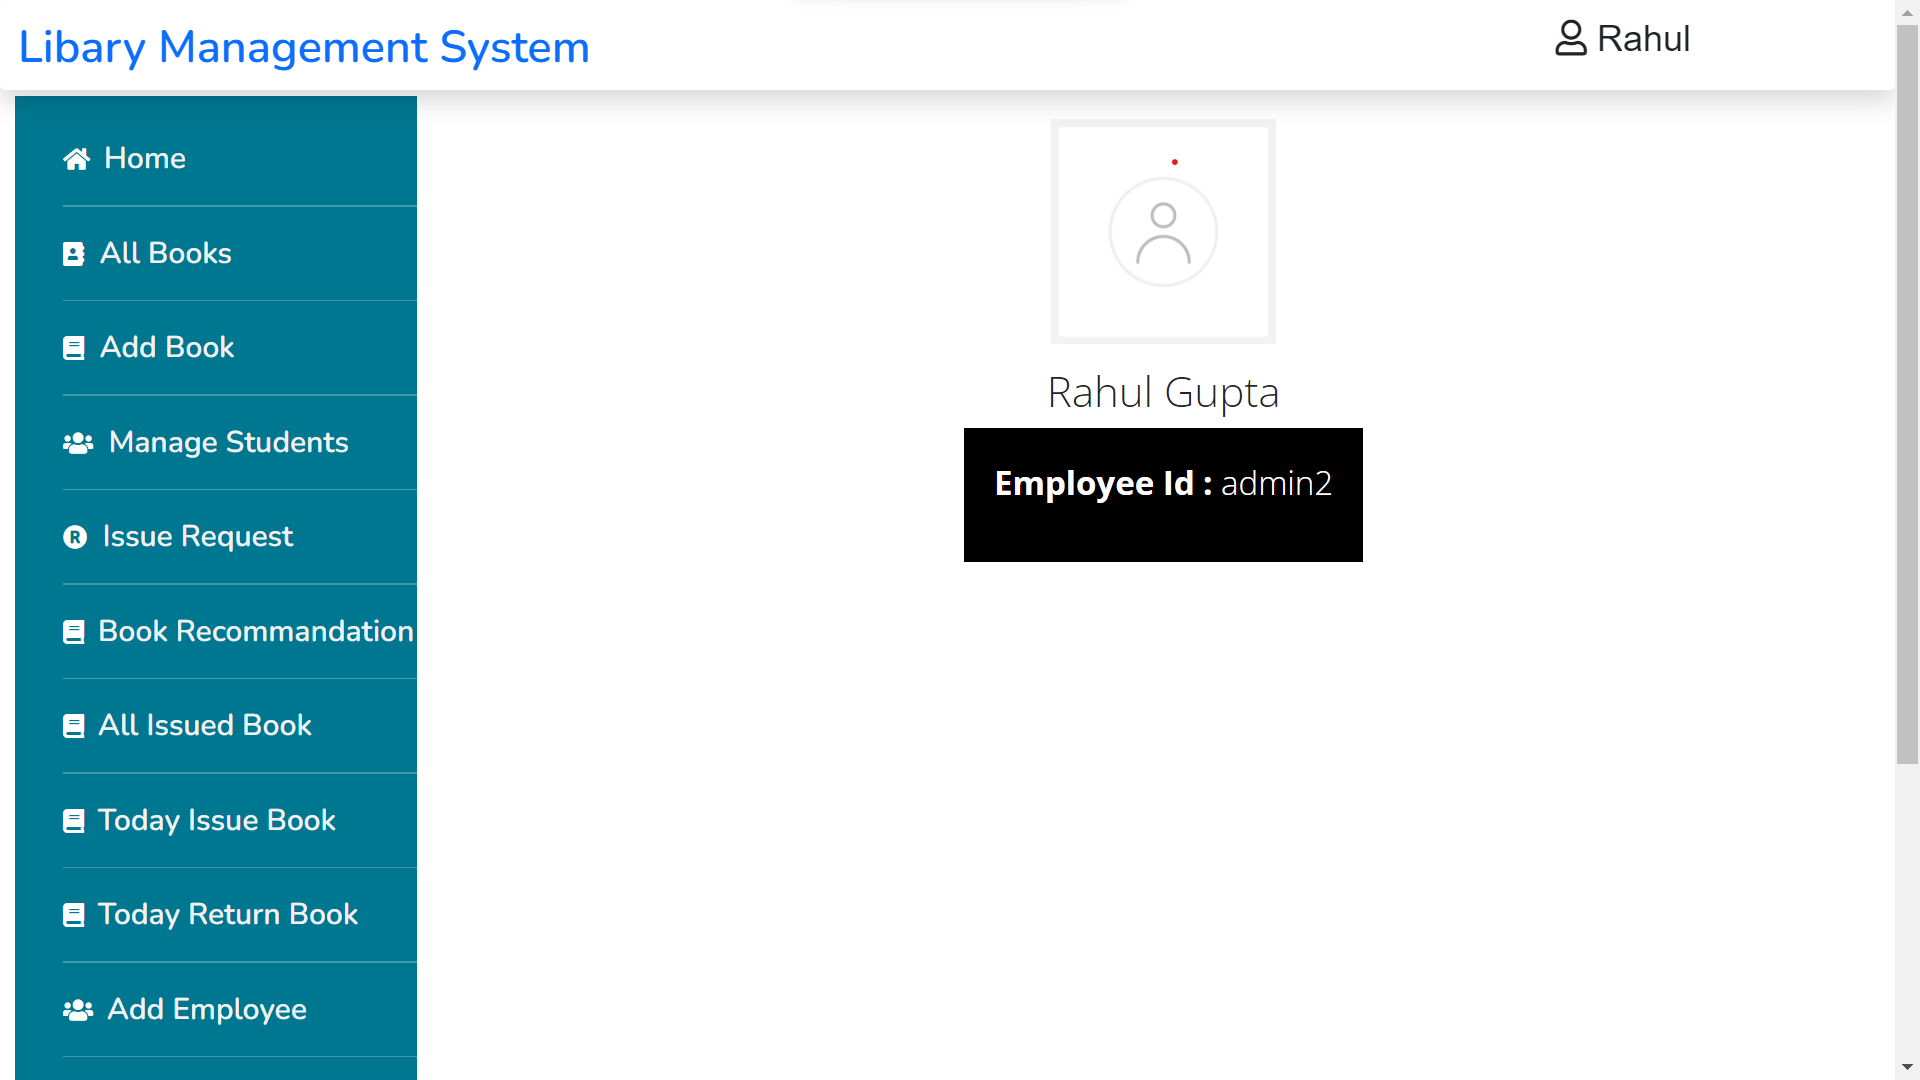 Libary Management System
Rahul
Home
All Books
Add Book
Manage Students
Issue Request
Book Recommandation
All Issued Book
Today Issue Book
Today Return Book
Add Employee
Rahul Gupta
Employee Id : admin2